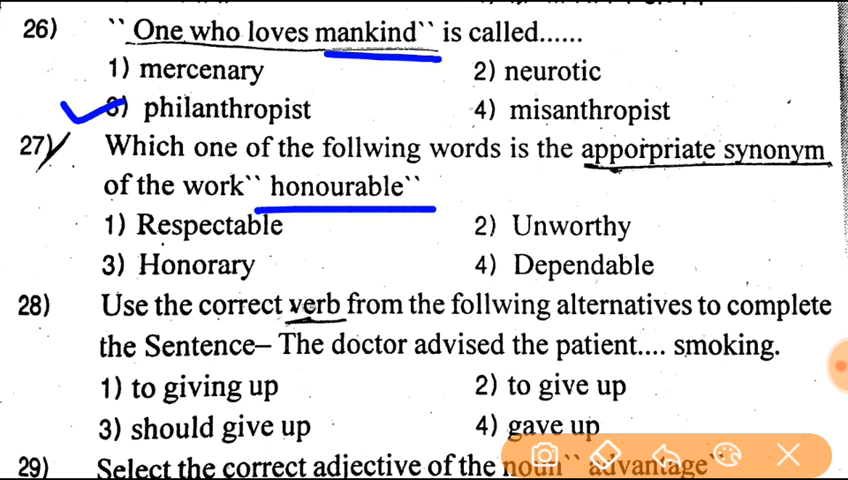 26) `` One who loves mankind`` is called......
1) mercenary 2) neurotic
3) philanthropist 4) misanthropist
27) Which one of the follwing words is the apporpriate synonym
of the work`` honourable``
1) Respectable 2) Unworthy
3) Honorary 4) Dependable
28) Use the correct verb from the follwing alternatives to complete
the Sentence– The doctor advised the patient.... smoking.
1) to giving up 2) to give up
3) should give up 4) gave up
29) Select the correct adjective of the noun`` advantage``